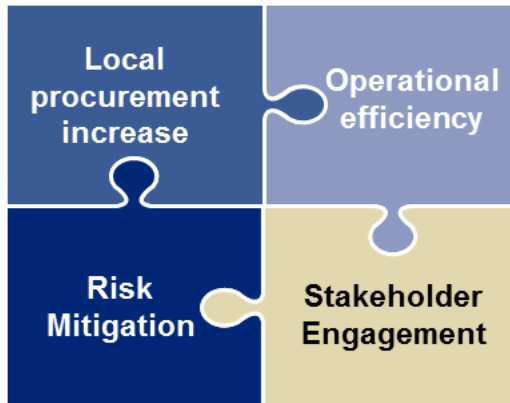 Local
procurement
increase
Operational
efficiency
Risk
Mitigation
Stakeholder
Engagement